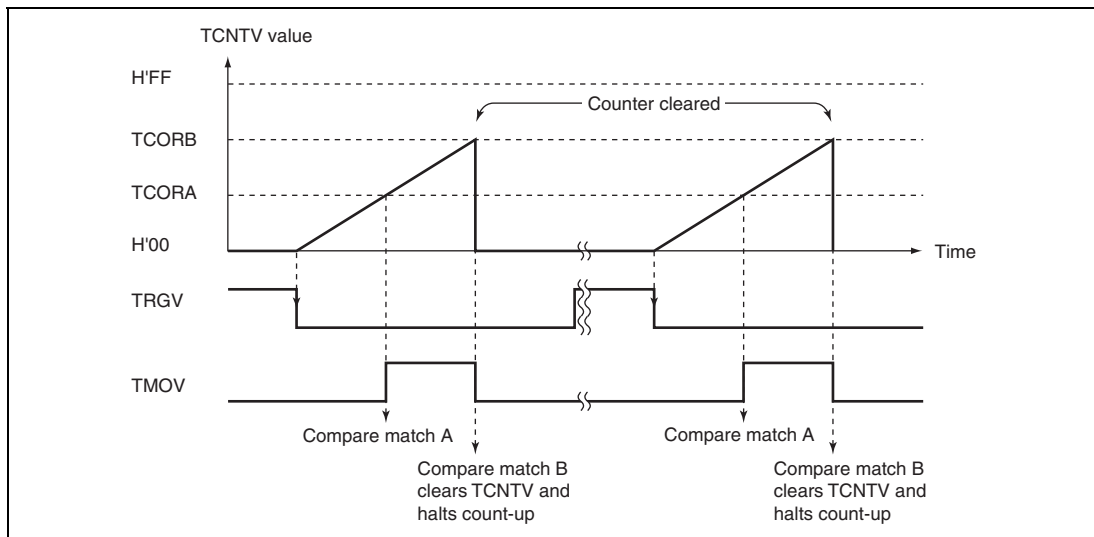 TCNTV value
H'FF
Counter cleared
TCORB
TCORA
H'00
Time
TRGV
TMOV
Compare match A
Compare match A
Compare match B
clears TCNTV and
halts count-up
Compare match B
clears TCNTV and
halts count-up